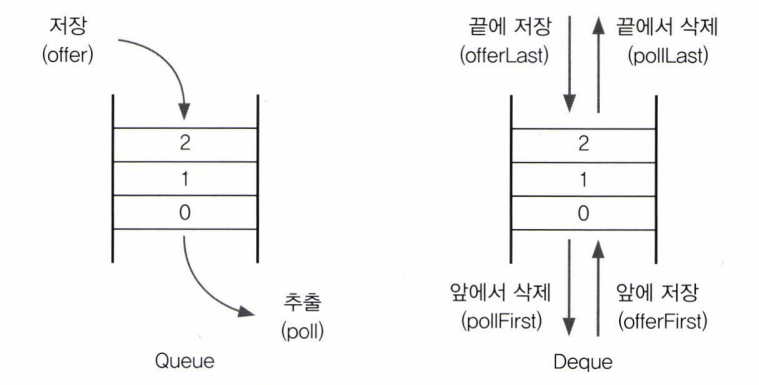 저장
(offer)
2
1
0
추출
(poll)
Queue
끝에 저장
(offerLast)
끝에서 삭제
(pollLast)
2
1
0
앞에서 삭제
(pollFirst)
앞에 저장
(offerFirst)
Deque